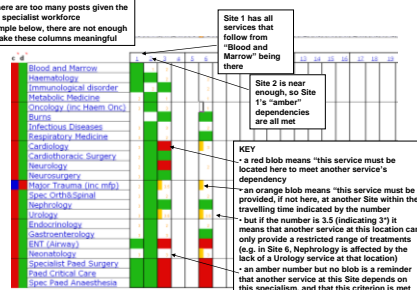 here are too many posts given the
specialist workforce
mple below, there are not enough
ake these columns meaningful
Site 1 has all
services that
follow from
"Blood and
Marrow" being
there
Site 2 is near
enough, so Site
1's "amber"
dependencies
are all met
c d
Blood and Marrow
Haematology
Immunological disorder
Metabolic Medicine
Oncology (inc Haem Onc)
Burns
Infectious Diseases
Respiratory Medicine
Cardiology
Cardiothoracic Surgery
Neurology
Neurosurgery
Major Trauma (inc mfp)
Spec Orth&Spinal
Nephrology
Urology
Endocrinology
Gastroenterology
ENT (Airway)
Neonatology
Specialist Paed Surgery
Paed Critical Care
Spec Paed Anaesthesia
KEY
• a red blob means "this service must be
located here to meet another service's
dependency"
• an orange blob means "this service must be
provided, if not here, at another Site within the
travelling time indicated by the number
• but if the number is 3.5 (indicating 3*) it
means that another service at this location can
only provide a restricted range of treatments
(e.g. in Site 6, Nephrology is affected by the
lack of a Urology service at that location)
• an amber number but no blob is a reminder
that another service at this Site depends on
this specialism, and that this criterion is met